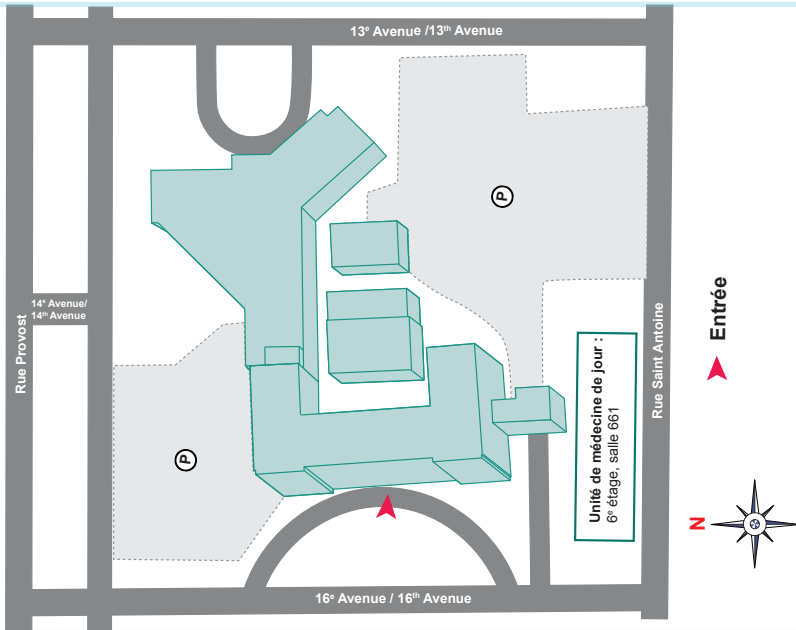 13e Avenue /13th Avenue
Rue Provost
14e Avenue/
14th Avenue
P
P
Rue Saint Antoine
Entrée
Unité de médecine de jour :
6e étage, salle 661
N
16e Avenue / 16th Avenue